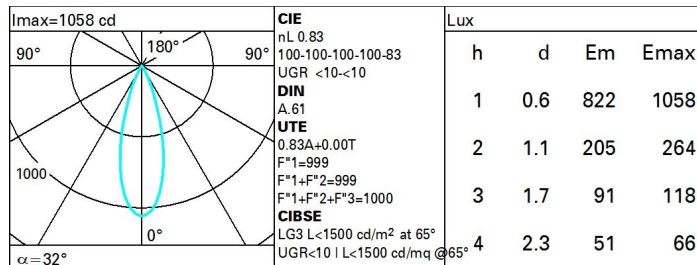 Imax=1058 cd
90°
180°
90°
1000
0°
α=32°
CIE
nL 0.83
100-100-100-100-83
UGR <10-<10
DIN
A.61
UTE
0.83A+0.00T
F"1=999
F"1+F"2=999
F"1+F"2+F"3=1000
CIBSE
LG3 L<1500 cd/m² at 65°
UGR<10 | L<1500 cd/mq @65°
Lux
h d Em Emax
1 0.6 822 1058
2 1.1 205 264
3 1.7 91 118
4 2.3 51 66